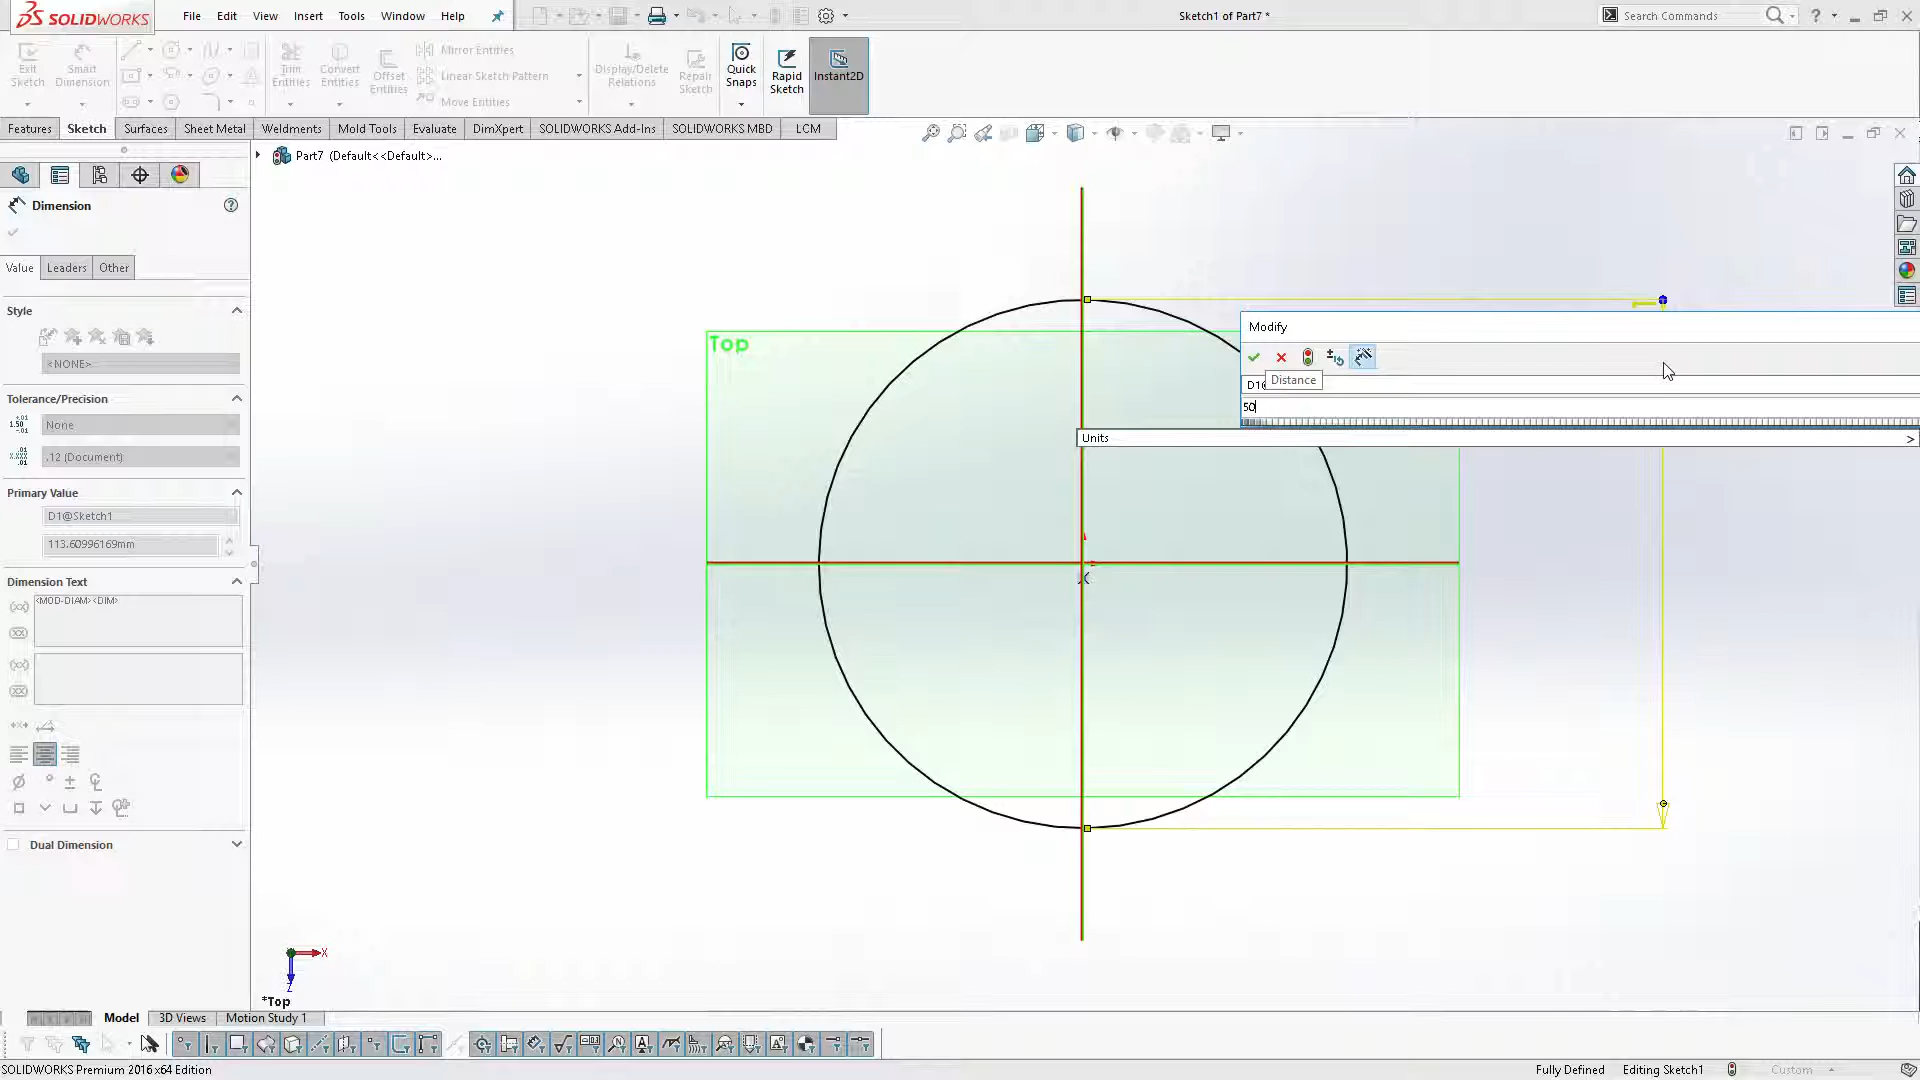 SOLIDWORKS
File Edit View Insert Tools Window Help
Sketch1 of Part7 *
Search Commands
Exit Sketch
Smart Dimension
Trim Entities
Convert Entities
Offset Entities
Mirror Entities
Linear Sketch Pattern
Move Entities
Display/Delete Relations
Repair Sketch
Quick Snaps
Rapid Sketch
Instant2D
Features Sketch Surfaces Sheet Metal Weldments Mold Tools Evaluate DimXpert SOLIDWORKS Add-Ins SOLIDWORKS MBD LCM
Part7 (Default<<Default>...
Dimension
Value Leaders Other
Style
<NONE>
Tolerance/Precision
None
.12 (Document)
Primary Value
D1@Sketch1
113.60996169mm
Dimension Text
<MOD-DIAM><DIM>
Dual Dimension
Top
Modify
Distance
50
Units
X
Z
*Top
Model 3D Views Motion Study 1
SOLIDWORKS Premium 2016 x64 Edition
Fully Defined Editing Sketch1 Custom